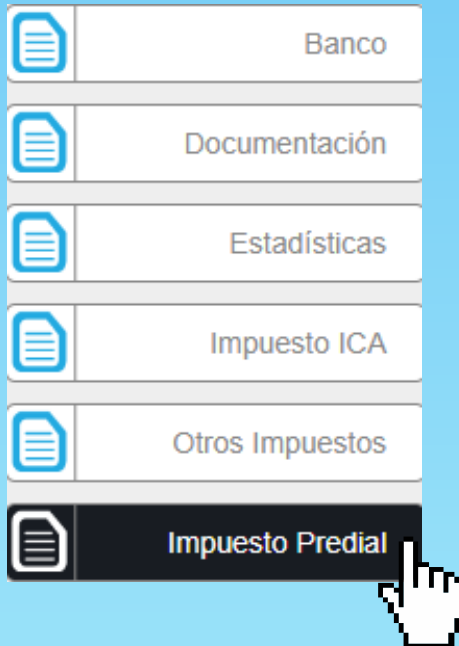 Banco
Documentación
Estadísticas
Impuesto ICA
Otros Impuestos
Impuesto Predial